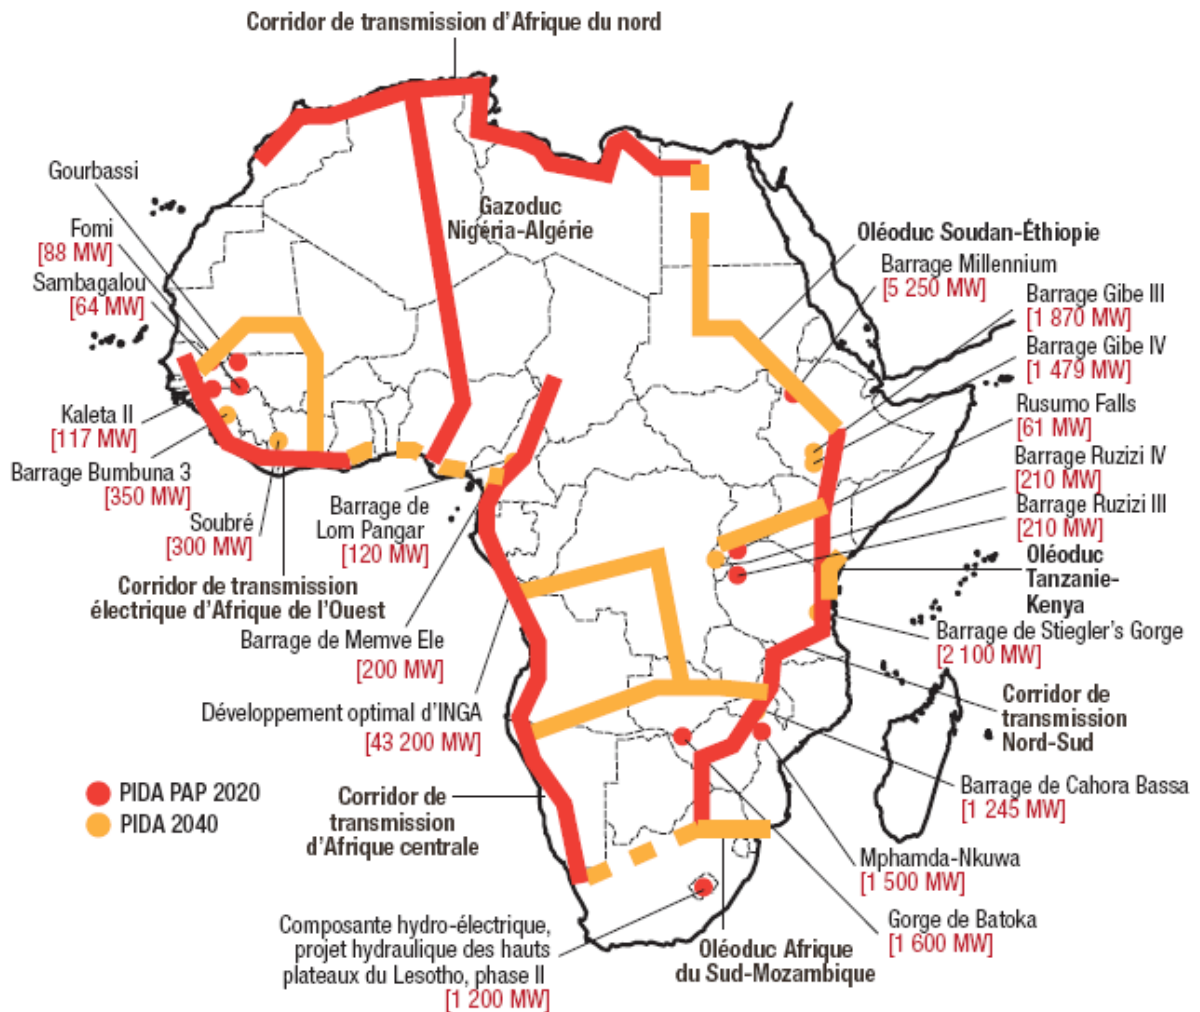 Corridor de transmission d'Afrique du nord
Gourbassi
Fomi
[88 MW]
Sambagalou
[64 MW]
Gazoduc
Nigéria-Algérie
Oléoduc Soudan-Éthiopie
Barrage Millennium
[5 250 MW]
Barrage Gibe III
[1 870 MW]
Barrage Gibe IV
[1 479 MW]
Rusumo Falls
[61 MW]
Barrage Ruzizi IV
[210 MW]
Barrage Ruzizi III
[210 MW]
Oléoduc
Tanzanie-
Kenya
Barrage de Stiegler's Gorge
[2 100 MW]
Corridor de
transmission
Nord-Sud
Barrage de Cahora Bassa
[1 245 MW]
Mphamda-Nkuwa
[1 500 MW]
Gorge de Batoka
[1 600 MW]
Oléoduc Afrique
du Sud-Mozambique
Kaleta II
[117 MW]
Barrage Bumbuna 3
[350 MW]
Soubré
[300 MW]
Corridor de transmission
électrique d'Afrique de l'Ouest
Barrage de
Lom Pangar
[120 MW]
Barrage de Memve Ele
[200 MW]
Développement optimal d'INGA
[43 200 MW]
PIDA PAP 2020
PIDA 2040
Corridor de
transmission
d'Afrique centrale
Composante hydro-électrique,
projet hydraulique des hauts
plateaux du Lesotho, phase II
[1 200 MW]